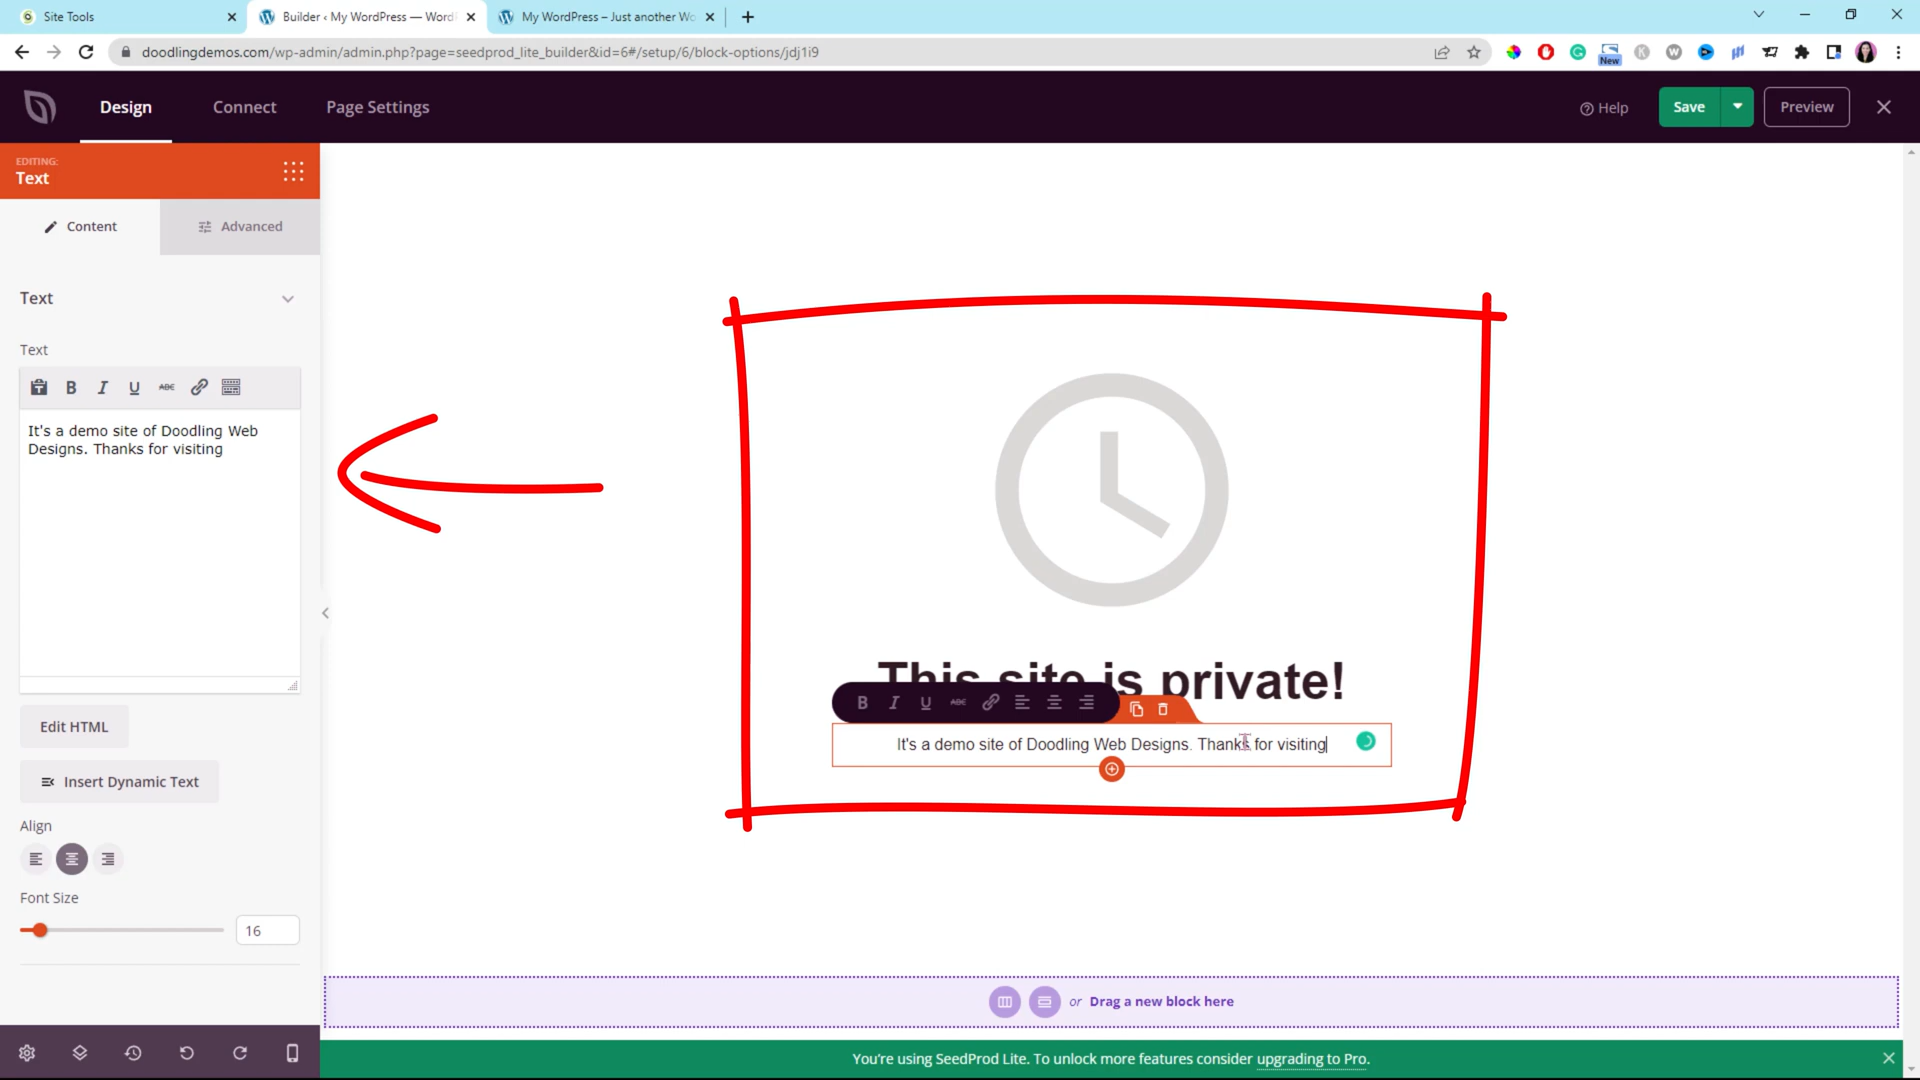 Site Tools
Builder ‹ My WordPress — Word
My WordPress – Just another Wo
doodlingdemos.com/wp-admin/admin.php?page=seedprod_lite_builder&id=6#/setup/6/block-options/jdj1i9
New
Design
Connect
Page Settings
Help
Save
Preview
EDITING:
Text
Content
Advanced
Text
Text
B I U ABC
It's a demo site of Doodling Web
Designs. Thanks for visiting
Edit HTML
Insert Dynamic Text
Align
Font Size
16
This site is private!
B I U ABC
It's a demo site of Doodling Web Designs. Thanks for visiting
or Drag a new block here
You're using SeedProd Lite. To unlock more features consider upgrading to Pro.